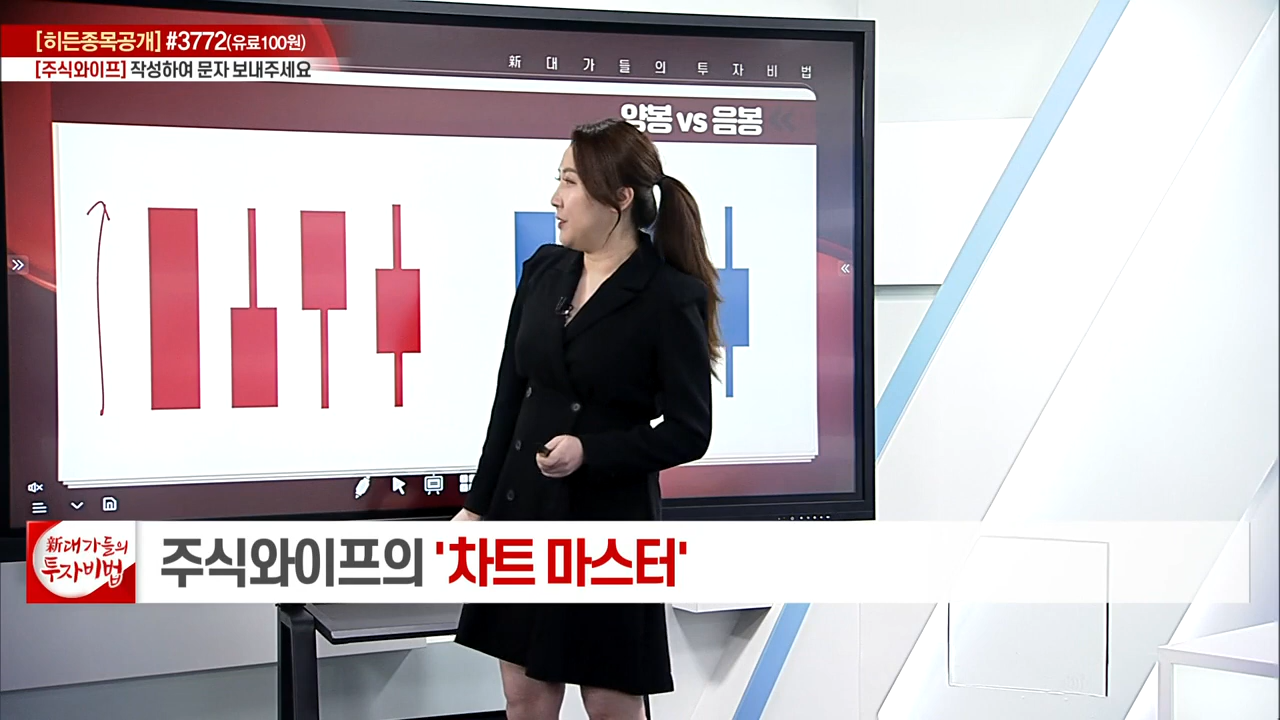 [히든종목공개] #3772(유료100원)
[주식와이프] 작성하여 문자 보내주세요
新 대 가 들 의 투 자 비 법
양봉 vs 음봉
新대가들의
투자비법
주식와이프의 '차트 마스터'